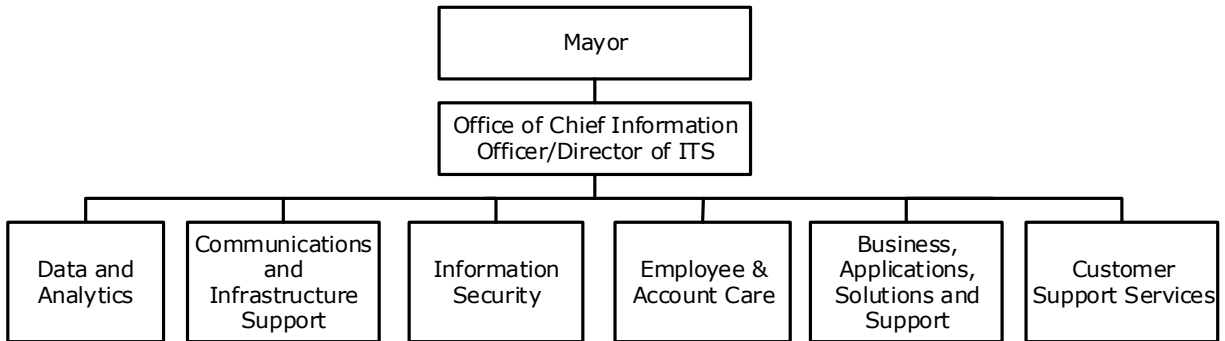 Mayor
Office of Chief Information
Officer/Director of ITS
Data and
Analytics
Communications
and
Infrastructure
Support
Information
Security
Employee &
Account Care
Business,
Applications,
Solutions and
Support
Customer
Support Services